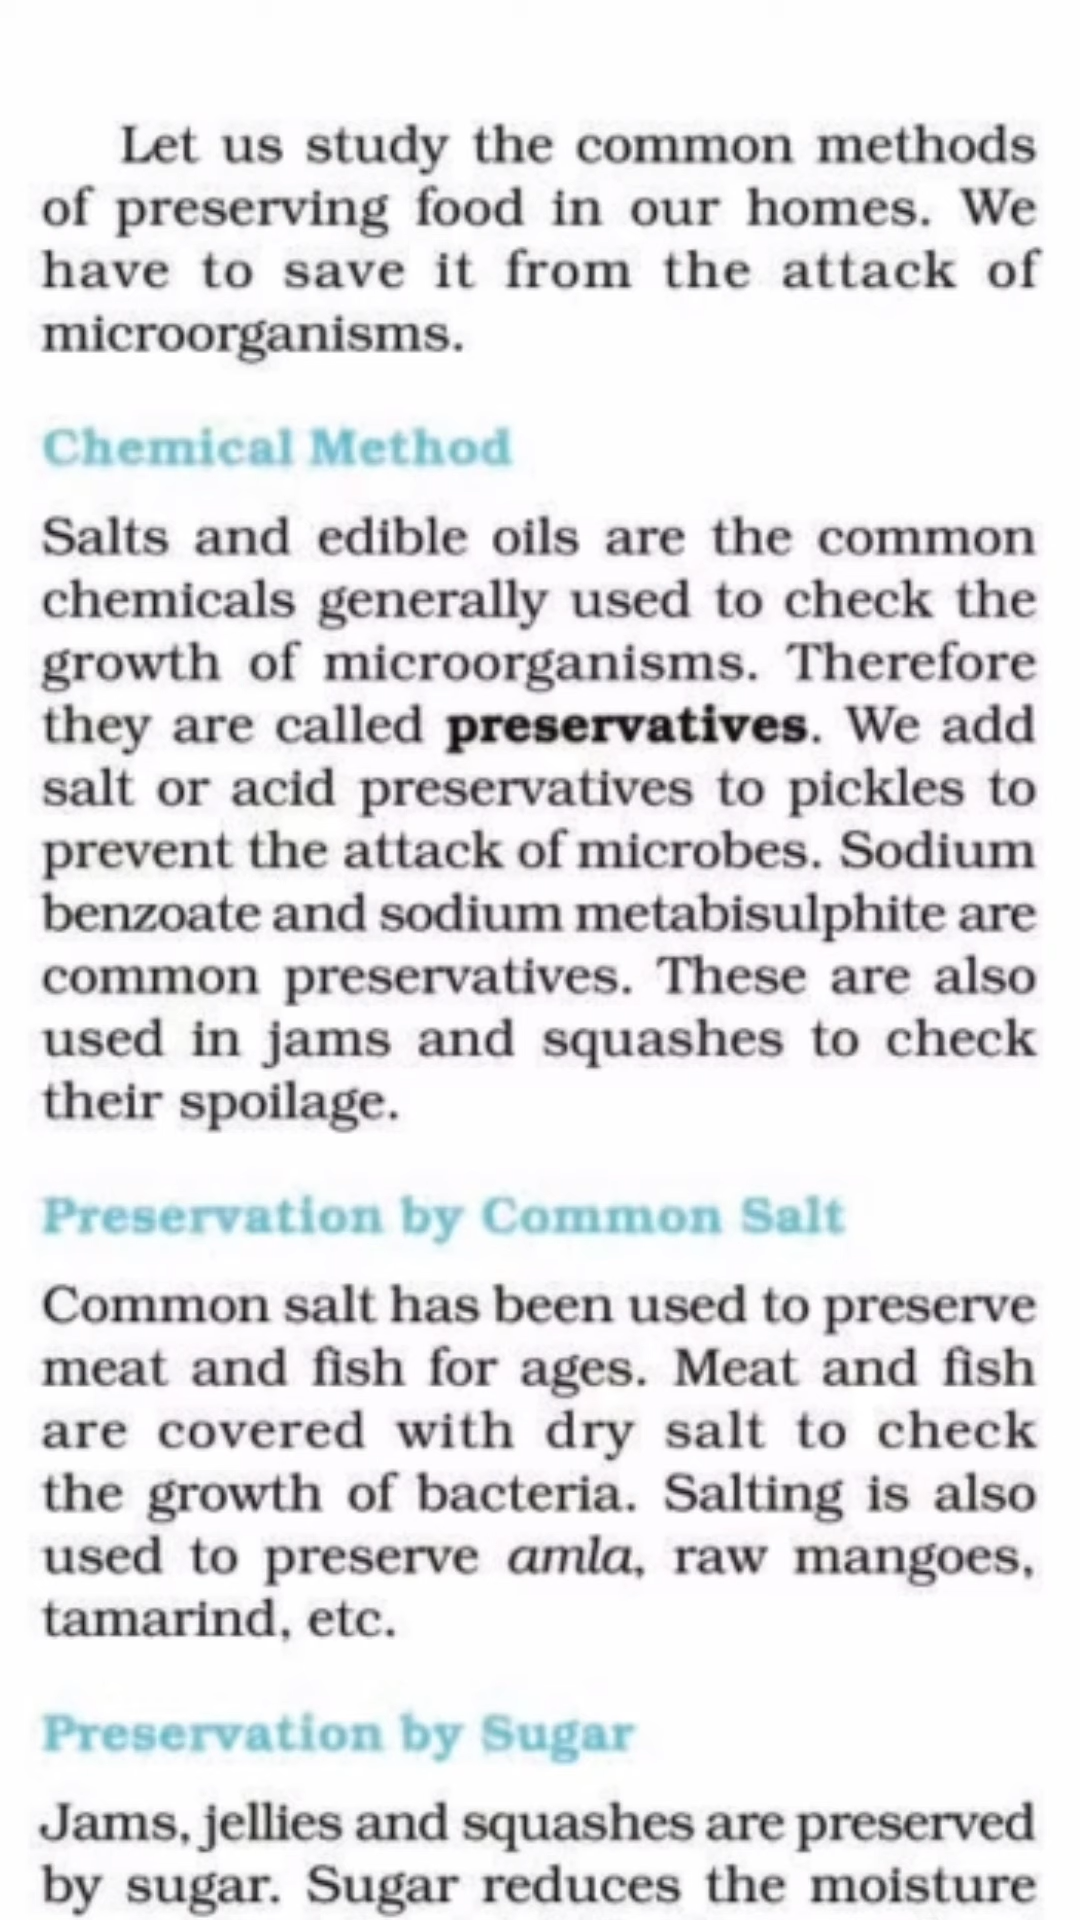 Let us study the common methods
of preserving food in our homes. We
have to save it from the attack of
microorganisms.
Chemical Method
Salts and edible oils are the common
chemicals generally used to check the
growth of microorganisms. Therefore
they are called preservatives. We add
salt or acid preservatives to pickles to
prevent the attack of microbes. Sodium
benzoate and sodium metabisulphite are
common preservatives. These are also
used in jams and squashes to check
their spoilage.
Preservation by Common Salt
Common salt has been used to preserve
meat and fish for ages. Meat and fish
are covered with dry salt to check
the growth of bacteria. Salting is also
used to preserve amla, raw mangoes,
tamarind, etc.
Preservation by Sugar
Jams, jellies and squashes are preserved
by sugar. Sugar reduces the moisture